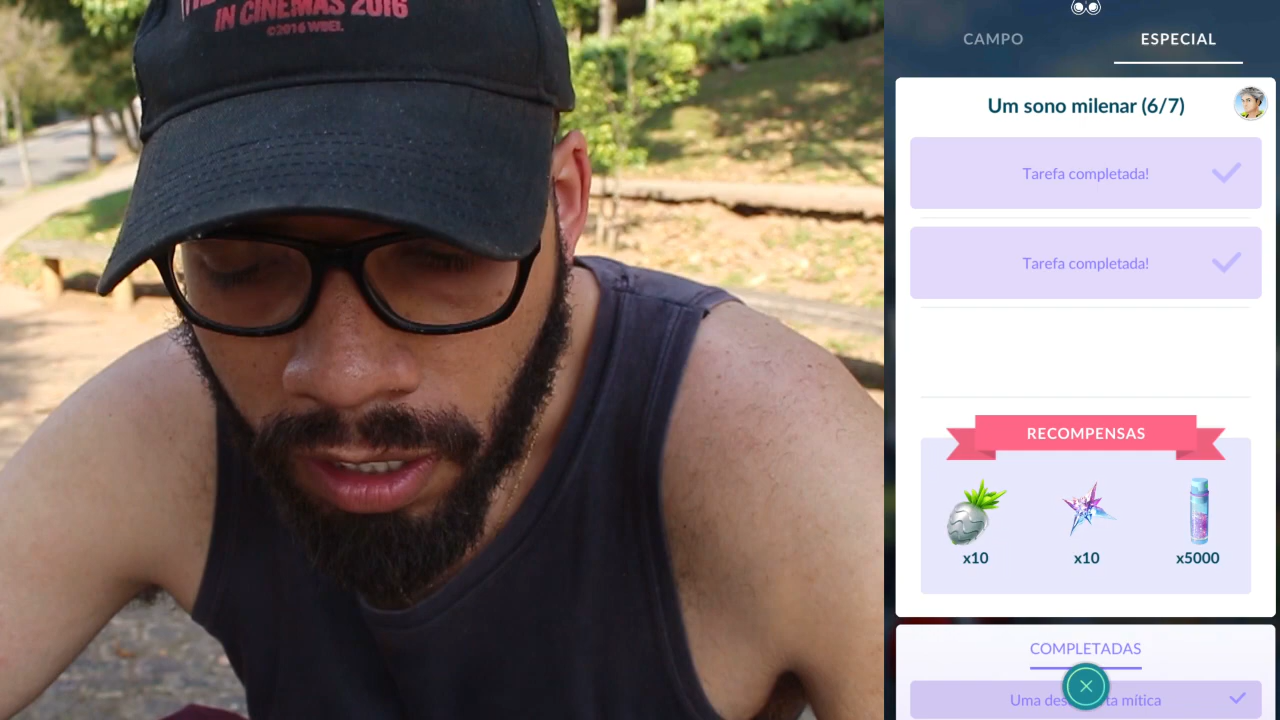 IN CINEMAS 2016
©2016 WBEI.
CAMPO
ESPECIAL
Um sono milenar (6/7)
Tarefa completada!
Tarefa completada!
RECOMPENSAS
x10
x10
x5000
COMPLETADAS
Uma des ta mítica